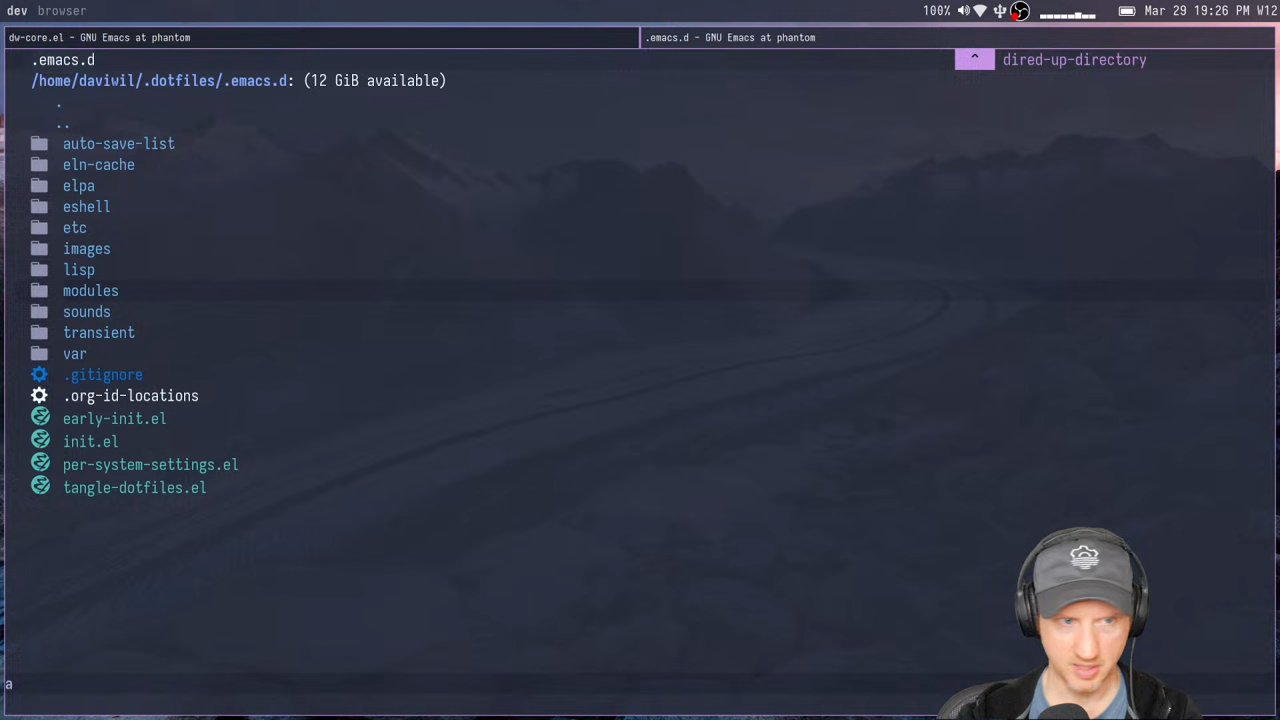 dev browser
100% Mar 29 19:26 PM W12
dw-core.el - GNU Emacs at phantom
.emacs.d - GNU Emacs at phantom
.emacs.d
^ dired-up-directory
/home/daviwil/.dotfiles/.emacs.d: (12 GiB available)
.
..
auto-save-list
eln-cache
elpa
eshell
etc
images
lisp
modules
sounds
transient
var
.gitignore
.org-id-locations
early-init.el
init.el
per-system-settings.el
tangle-dotfiles.el
a